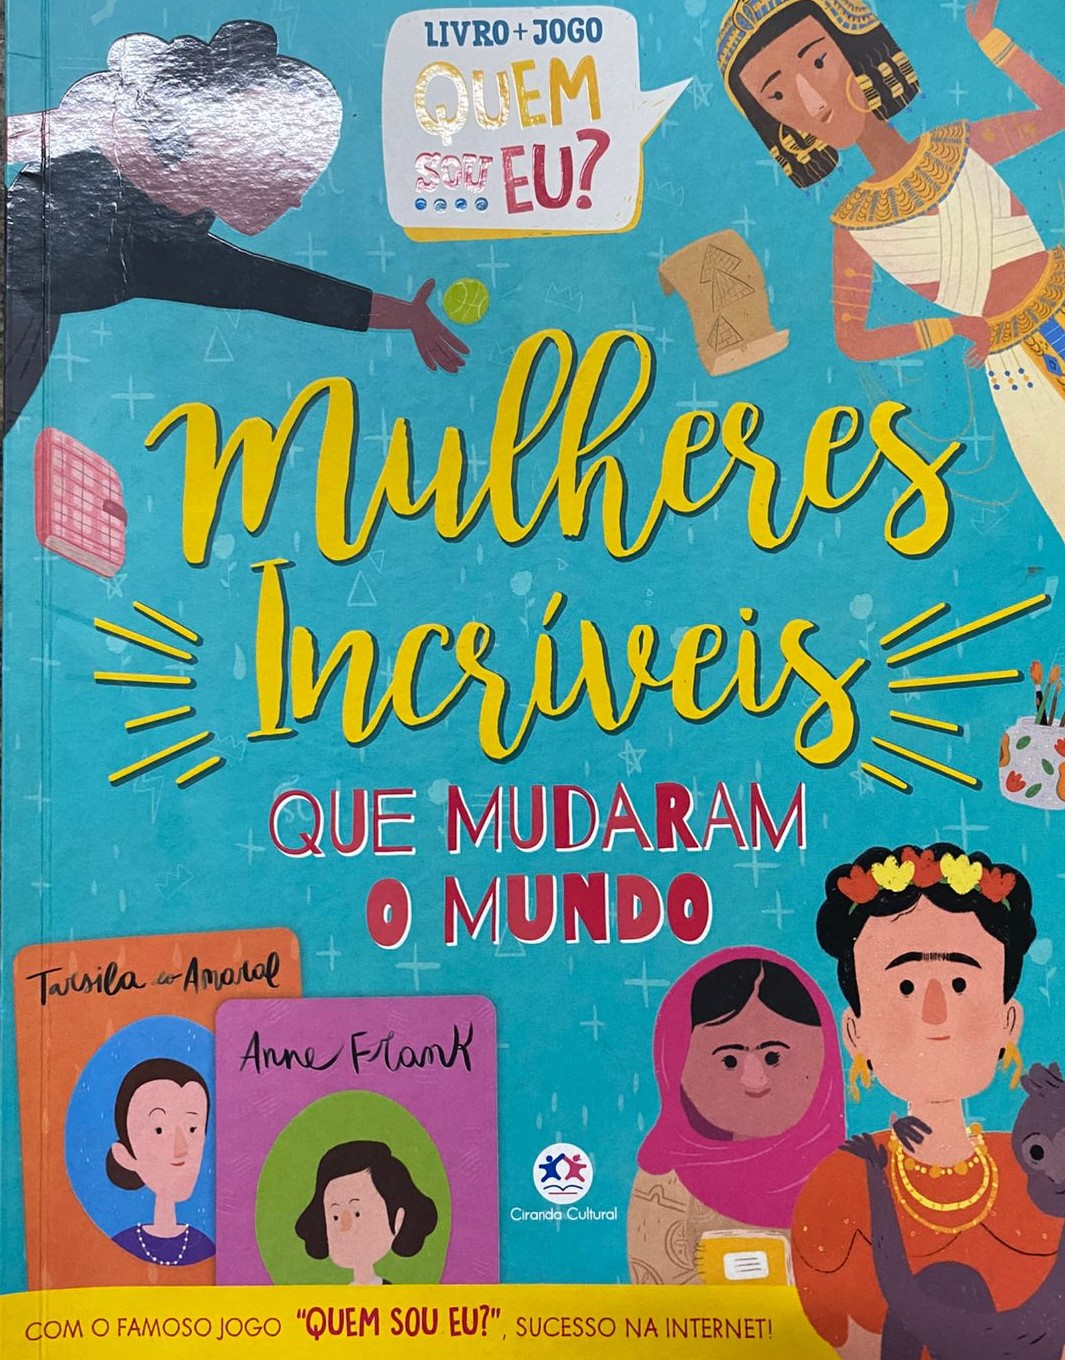 LIVRO+JOGO
QUEM
SOU EU?
Mulheres
Incríveis
QUE MUDARAM
O MUNDO
Tarsila do Amaral
Anne Frank
Ciranda Cultural
COM O FAMOSO JOGO "QUEM SOU EU?", SUCESSO NA INTERNET!